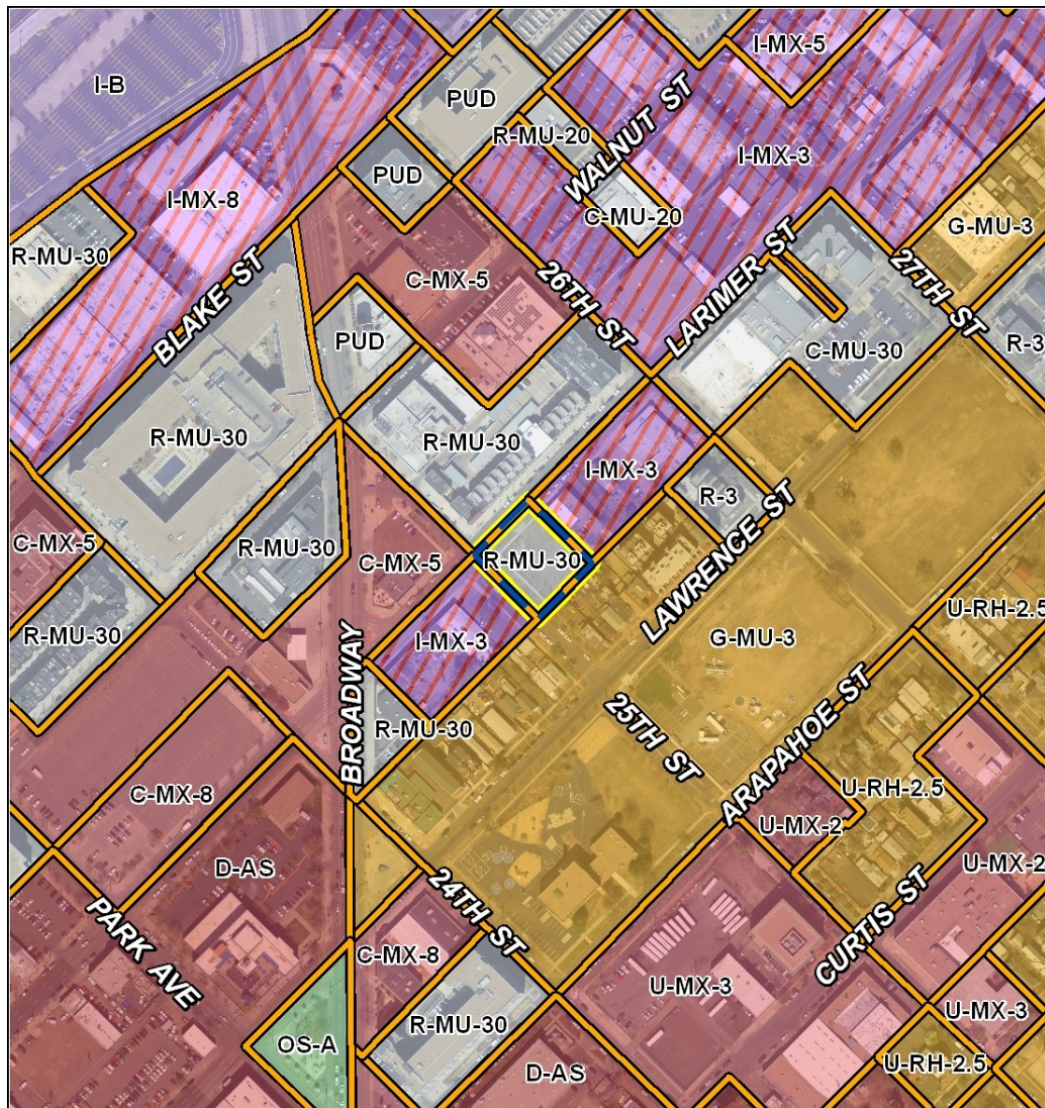 I-MX-5
I-B
PUD
R-MU-20
WALNUT ST
I-MX-3
PUD
I-MX-8
C-MU-20
G-MU-3
R-MU-30
BLAKE ST
C-MX-5
26TH ST
LARIMER ST
27TH ST
PUD
C-MU-30
R-3
R-MU-30
R-MU-30
I-MX-3
R-3
LAWRENCE ST
C-MX-5
R-MU-30
C-MX-5
R-MU-30
R-MU-30
I-MX-3
G-MU-3
U-RH-2.5
BROADWAY
R-MU-30
25TH ST
ARAPAHOE ST
C-MX-8
U-RH-2.5
U-MX-2
D-AS
U-MX-2
PARK AVE
24TH ST
CURTIS ST
C-MX-8
U-MX-3
U-MX-3
R-MU-30
OS-A
U-RH-2.5
D-AS